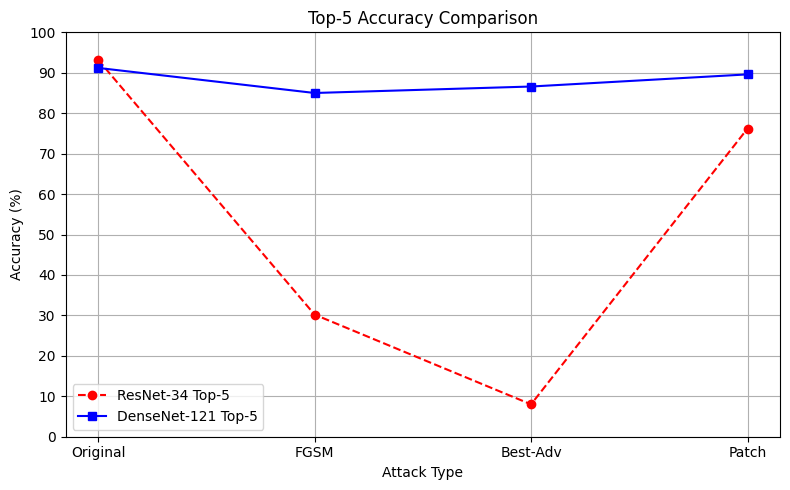 Top-5 Accuracy Comparison
100
90
80
70
60
50
40
30
20
10
0
Accuracy (%)
ResNet-34 Top-5
DenseNet-121 Top-5
Original
FGSM
Best-Adv
Patch
Attack Type